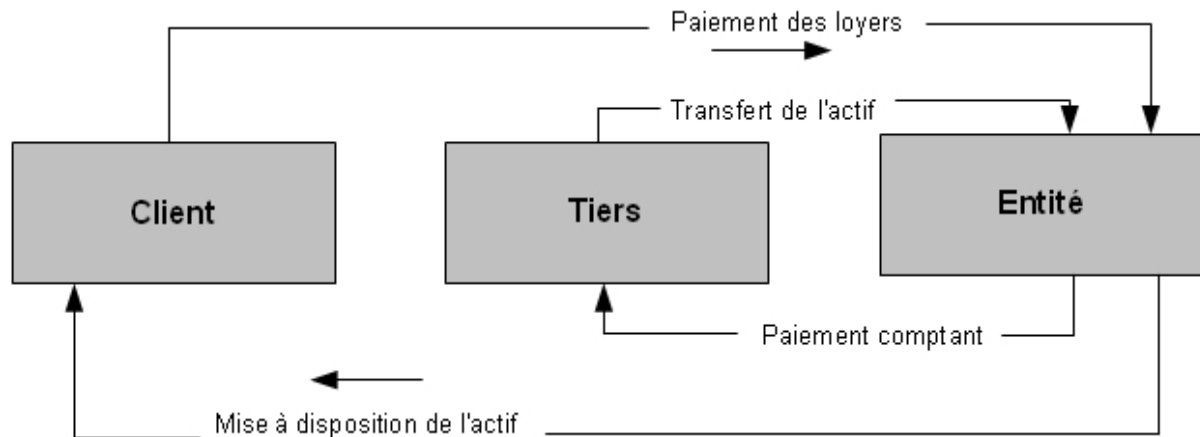 Paiement des loyers
Transfert de l'actif
Client
Tiers
Entité
Paiement comptant
Mise à disposition de l'actif